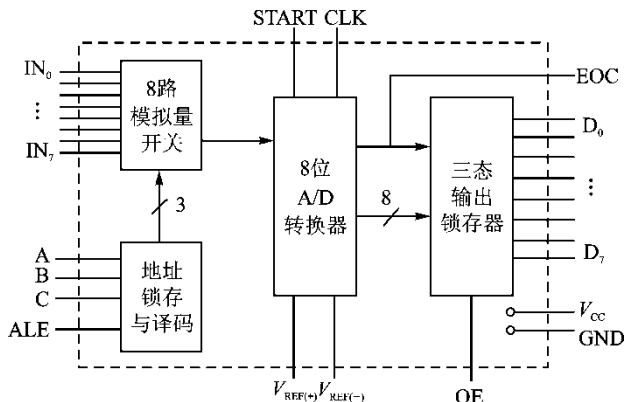 START CLK
IN0
⋮
IN7
8路
模拟量
开关
EOC
8位
A/D
转换器
8
三态
输出
锁存器
D0
⋮
D7
3
A
B
C
ALE
地址
锁存
与译码
VCC
GND
VREF(+) VREF(−)
OE